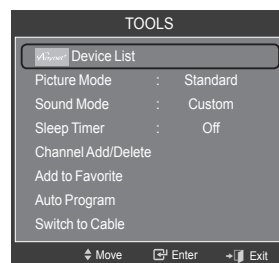 TOOLS
Anynet+ Device List
Picture Mode : Standard
Sound Mode : Custom
Sleep Timer : Off
Channel Add/Delete
Add to Favorite
Auto Program
Switch to Cable
Move Enter Exit